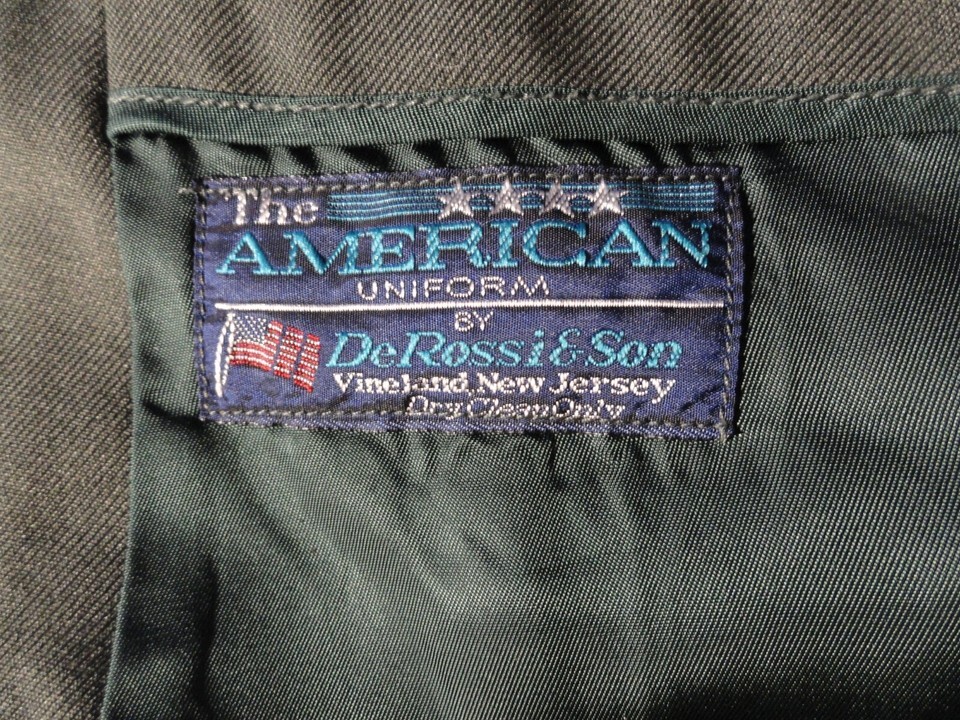 The
AMERICAN
UNIFORM
BY
DeRossi & Son
Vineland, New Jersey
Dry Clean Only